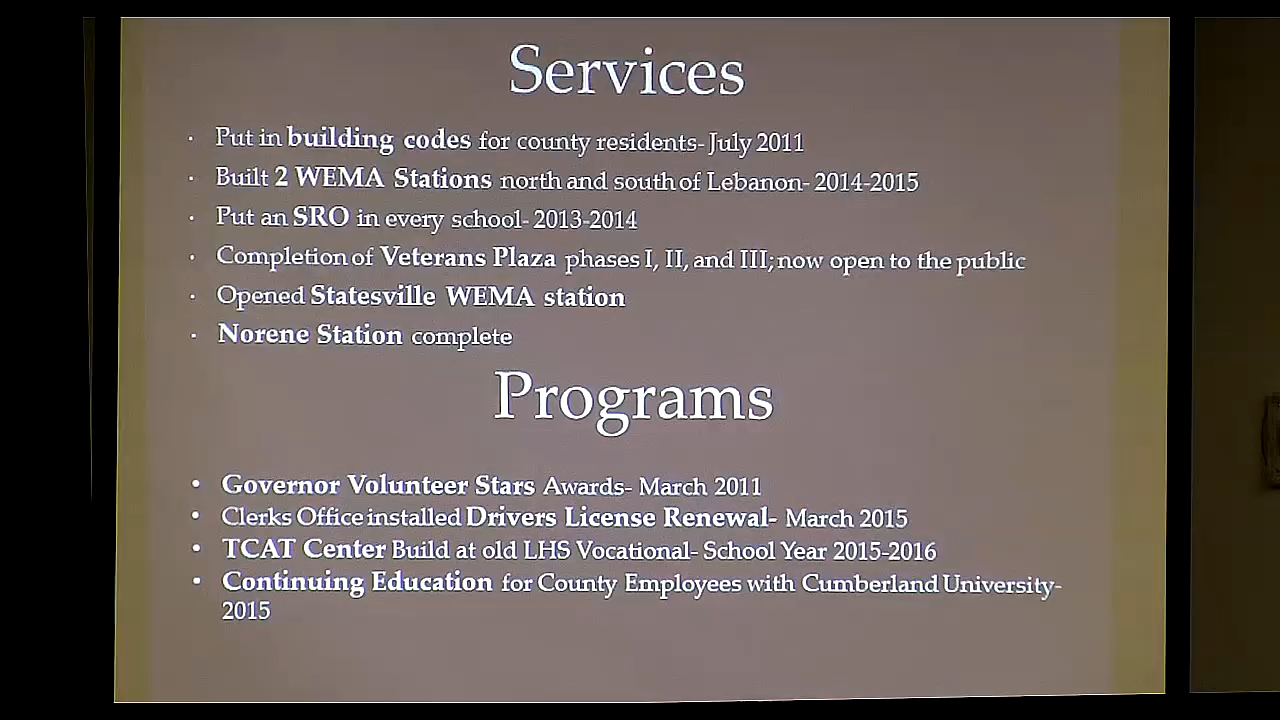 Services
· Put in building codes for county residents- July 2011
· Built 2 WEMA Stations north and south of Lebanon- 2014-2015
· Put an SRO in every school- 2013-2014
· Completion of Veterans Plaza phases I, II, and III; now open to the public
· Opened Statesville WEMA station
· Norene Station complete
Programs
• Governor Volunteer Stars Awards- March 2011
• Clerks Office installed Drivers License Renewal- March 2015
• TCAT Center Build at old LHS Vocational- School Year 2015-2016
• Continuing Education for County Employees with Cumberland University-
2015